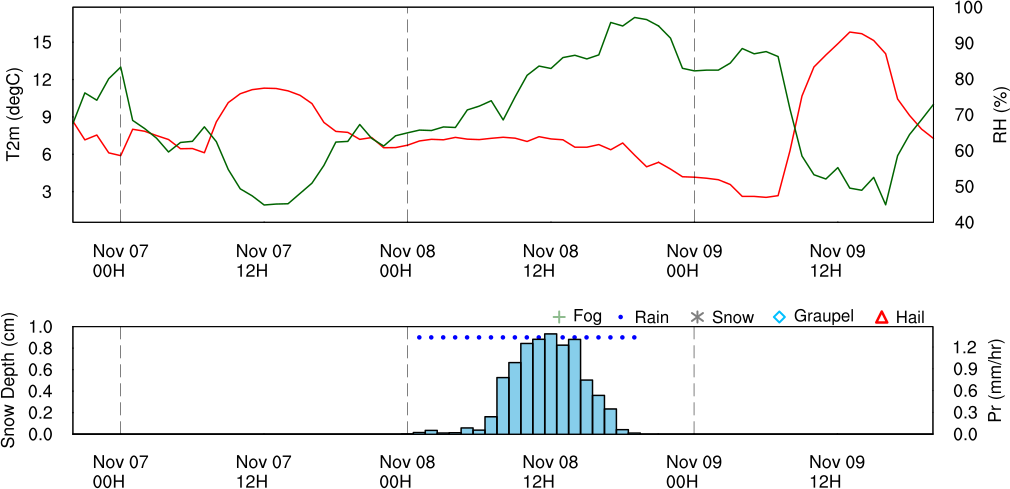 T2m (degC)
15
12
9
6
3
100
90
80
70
60
50
40
RH (%)
Nov 07 Nov 07 Nov 08 Nov 08 Nov 09 Nov 09
00H 12H 00H 12H 00H 12H
Fog Rain Snow Graupel Hail
Snow Depth (cm)
1.0
0.8
0.6
0.4
0.2
0.0
1.2
0.9
0.6
0.3
0.0
Pr (mm/hr)
Nov 07 Nov 07 Nov 08 Nov 08 Nov 09 Nov 09
00H 12H 00H 12H 00H 12H